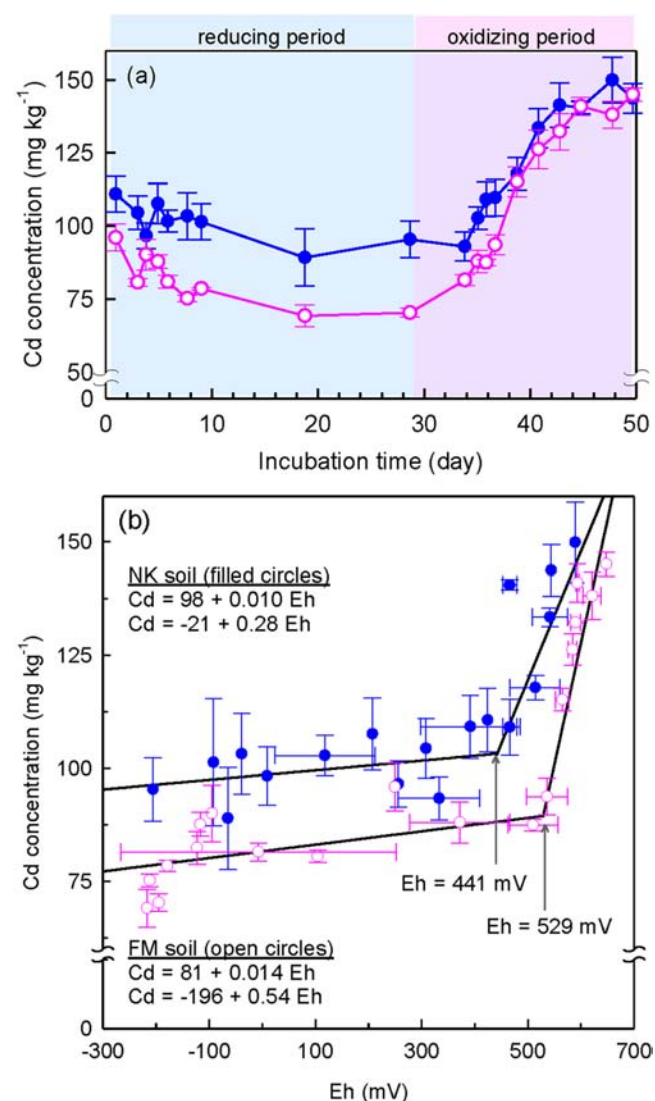 reducing period oxidizing period
(a)
150
125
100
75
50
0
Cd concentration (mg kg⁻¹)
0 10 20 30 40 50
Incubation time (day)
(b)
150
125
100
75
0
Cd concentration (mg kg⁻¹)
NK soil (filled circles)
Cd = 98 + 0.010 Eh
Cd = -21 + 0.28 Eh
Eh = 441 mV
Eh = 529 mV
FM soil (open circles)
Cd = 81 + 0.014 Eh
Cd = -196 + 0.54 Eh
-300 -100 100 300 500 700
Eh (mV)